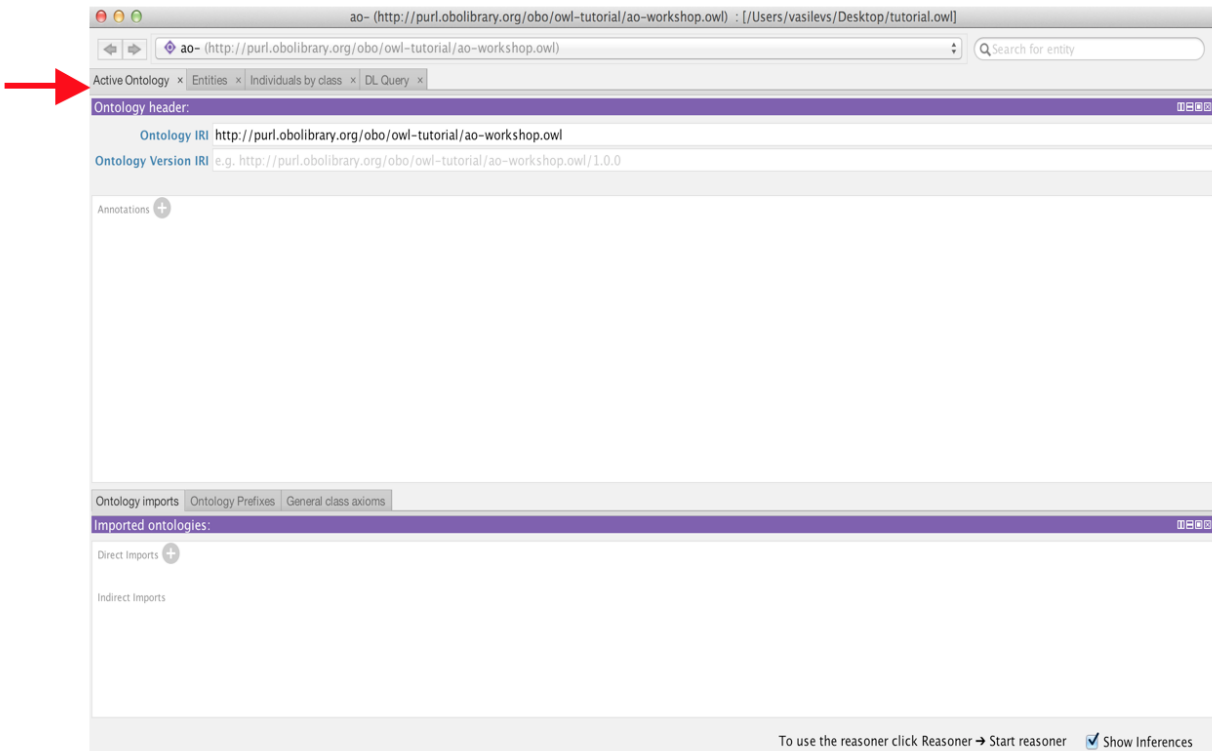 ao- (http://purl.obolibrary.org/obo/owl-tutorial/ao-workshop.owl) : [/Users/vasilevs/Desktop/tutorial.owl]
ao- (http://purl.obolibrary.org/obo/owl-tutorial/ao-workshop.owl) Search for entity
Active Ontology × Entities × Individuals by class × DL Query ×
Ontology header:
Ontology IRI http://purl.obolibrary.org/obo/owl-tutorial/ao-workshop.owl
Ontology Version IRI e.g. http://purl.obolibrary.org/obo/owl-tutorial/ao-workshop.owl/1.0.0
Annotations
Ontology imports Ontology Prefixes General class axioms
Imported ontologies:
Direct Imports
Indirect Imports
To use the reasoner click Reasoner → Start reasoner Show Inferences